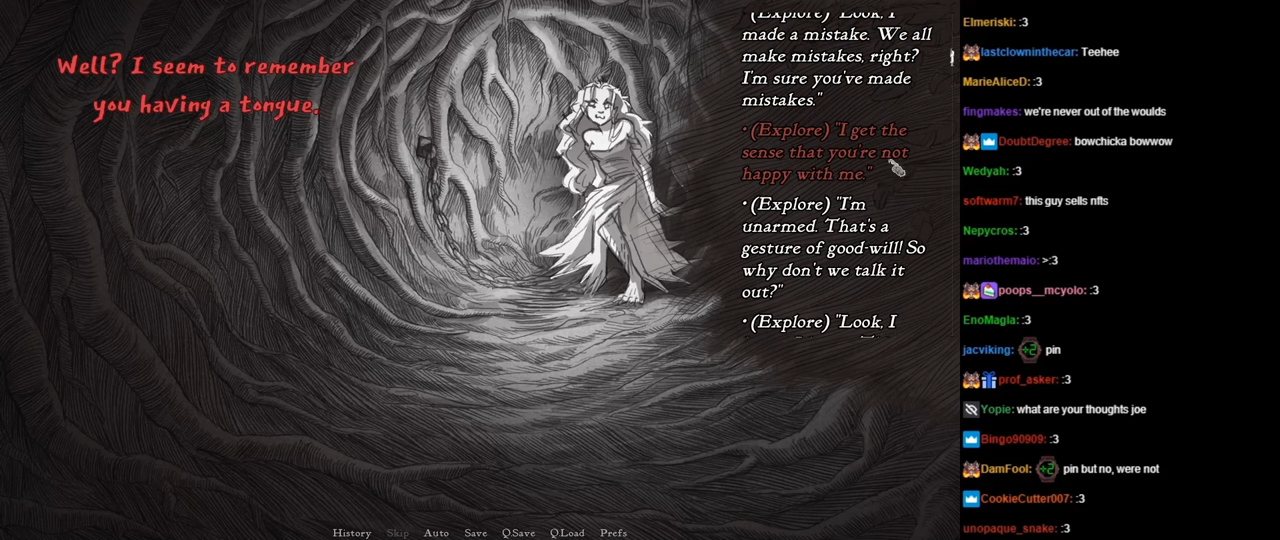 Well? I seem to remember
you having a tongue.
(Explore) "Look, I
made a mistake. We all
make mistakes, right?
I'm sure you've made
mistakes."
• (Explore) "I get the
sense that you're not
happy with me."
• (Explore) "I'm
unarmed. That's a
gesture of good-will! So
why don't we talk it
out?"
• (Explore) "Look, I
History Skip Auto Save Q.Save Q.Load Prefs
Elmeriski: :3
lastclowninthecar: Teehee
MarieAliceD: :3
fingmakes: we're never out of the woulds
DoubtDegree: bowchicka bowwow
Wedyah: :3
softwarm7: this guy sells nfts
Nepycros: :3
mariothemaio: >:3
poops__mcyolo: :3
EnoMagla: :3
jacviking: +2 pin
prof_asker: :3
Yopie: what are your thoughts joe
Bingo90909: :3
DamFool: +2 pin but no, were not
CookieCutter007: :3
unopaque_snake: :3